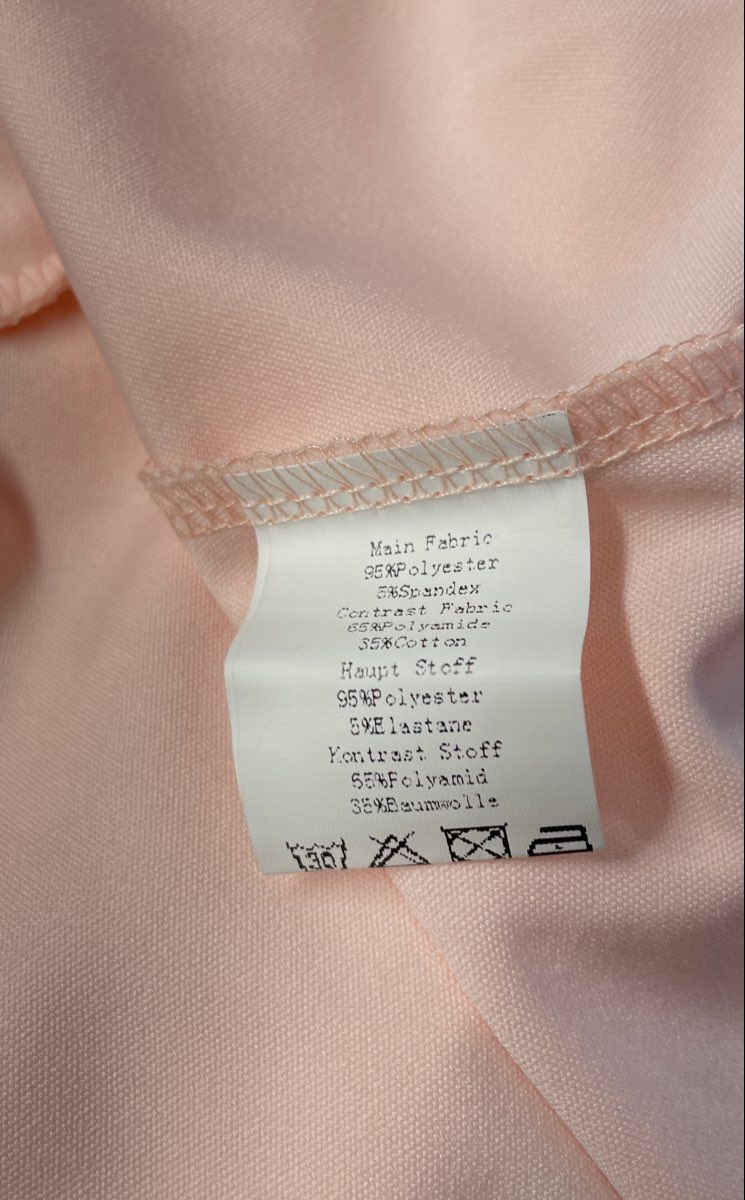 Main Fabric
95%Polyester
5%Spandex
Contrast Fabric
65%Polyamide
35%Cotton
Haupt Stoff
95%Polyester
5%Elastane
Kontrast Stoff
65%Polyamid
35%Baumwolle
30